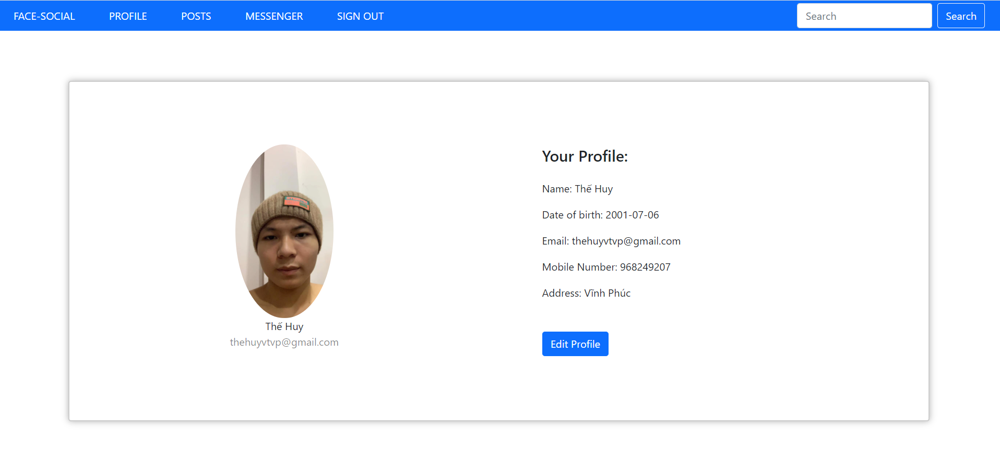 FACE-SOCIAL PROFILE POSTS MESSENGER SIGN OUT Search Search
Thế Huy
thehuyvtvp@gmail.com
Your Profile:
Name: Thế Huy
Date of birth: 2001-07-06
Email: thehuyvtvp@gmail.com
Mobile Number: 968249207
Address: Vĩnh Phúc
Edit Profile